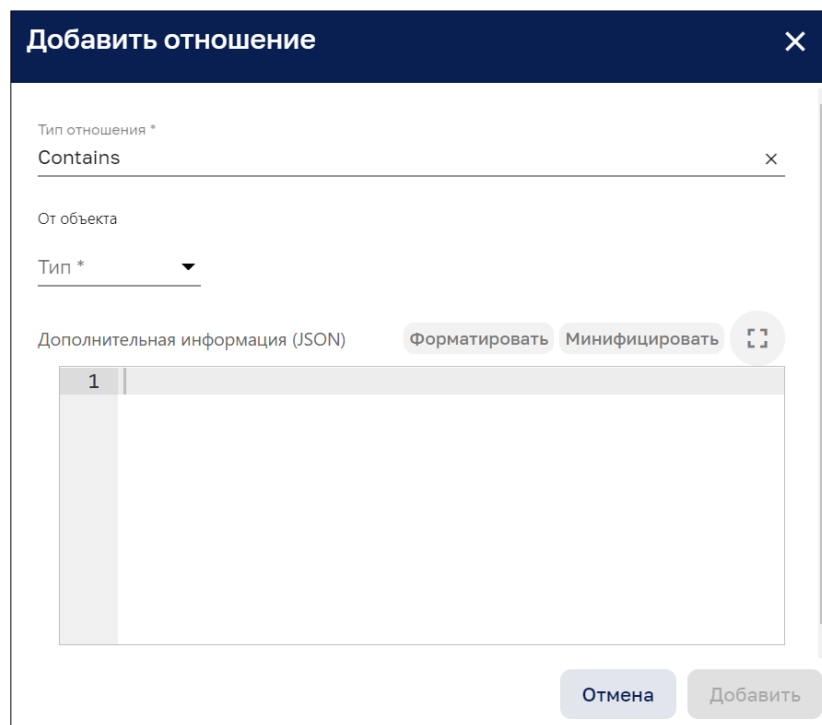 Добавить отношение
Тип отношения *
Contains
От объекта
Тип *
Дополнительная информация (JSON) Форматировать Минифицировать
1
Отмена Добавить